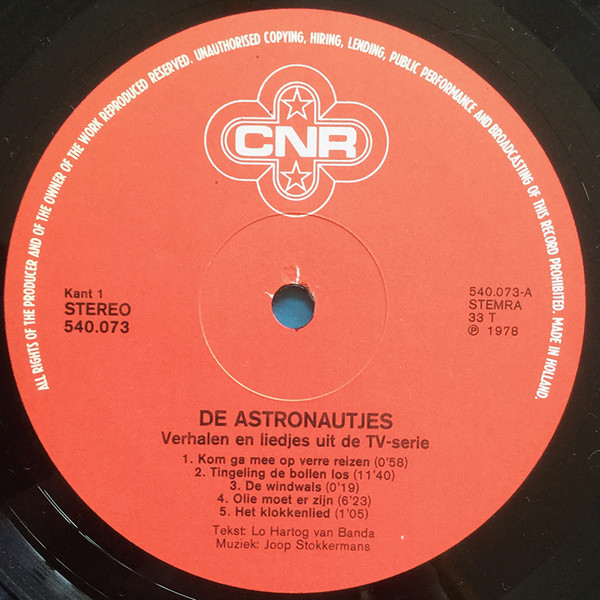 ALL RIGHTS OF THE PRODUCER AND OF THE OWNER OF THE WORK REPRODUCED RESERVED. UNAUTHORISED COPYING, HIRING, LENDING, PUBLIC PERFORMANCE AND BROADCASTING OF THIS RECORD PROHIBITED. MADE IN HOLLAND.
CNR
Kant 1
STEREO
540.073
540.073-A
STEMRA
33 T
℗ 1978
DE ASTRONAUTJES
Verhalen en liedjes uit de TV-serie
1. Kom ga mee op verre reizen (0'58)
2. Tingeling de bollen los (11'40)
3. De windwals (0'19)
4. Olie moet er zijn (6'23)
5. Het klokkenlied (1'05)
Tekst: Lo Hartog van Banda
Muziek: Joop Stokkermans